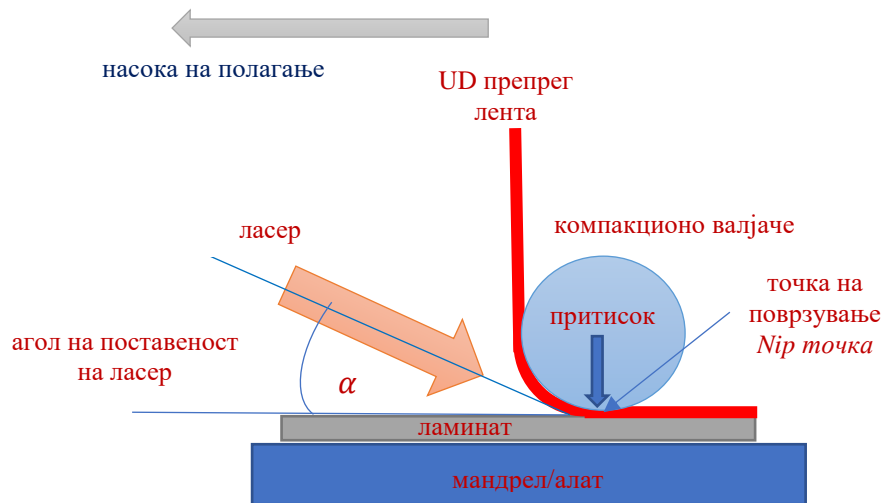 насока на полагање
UD препрег
лента
ласер
компакционо валјаче
точка на
поврзување
Nip точка
притисок
агол на поставеност
на ласер
α
ламинат
мандрел/алат